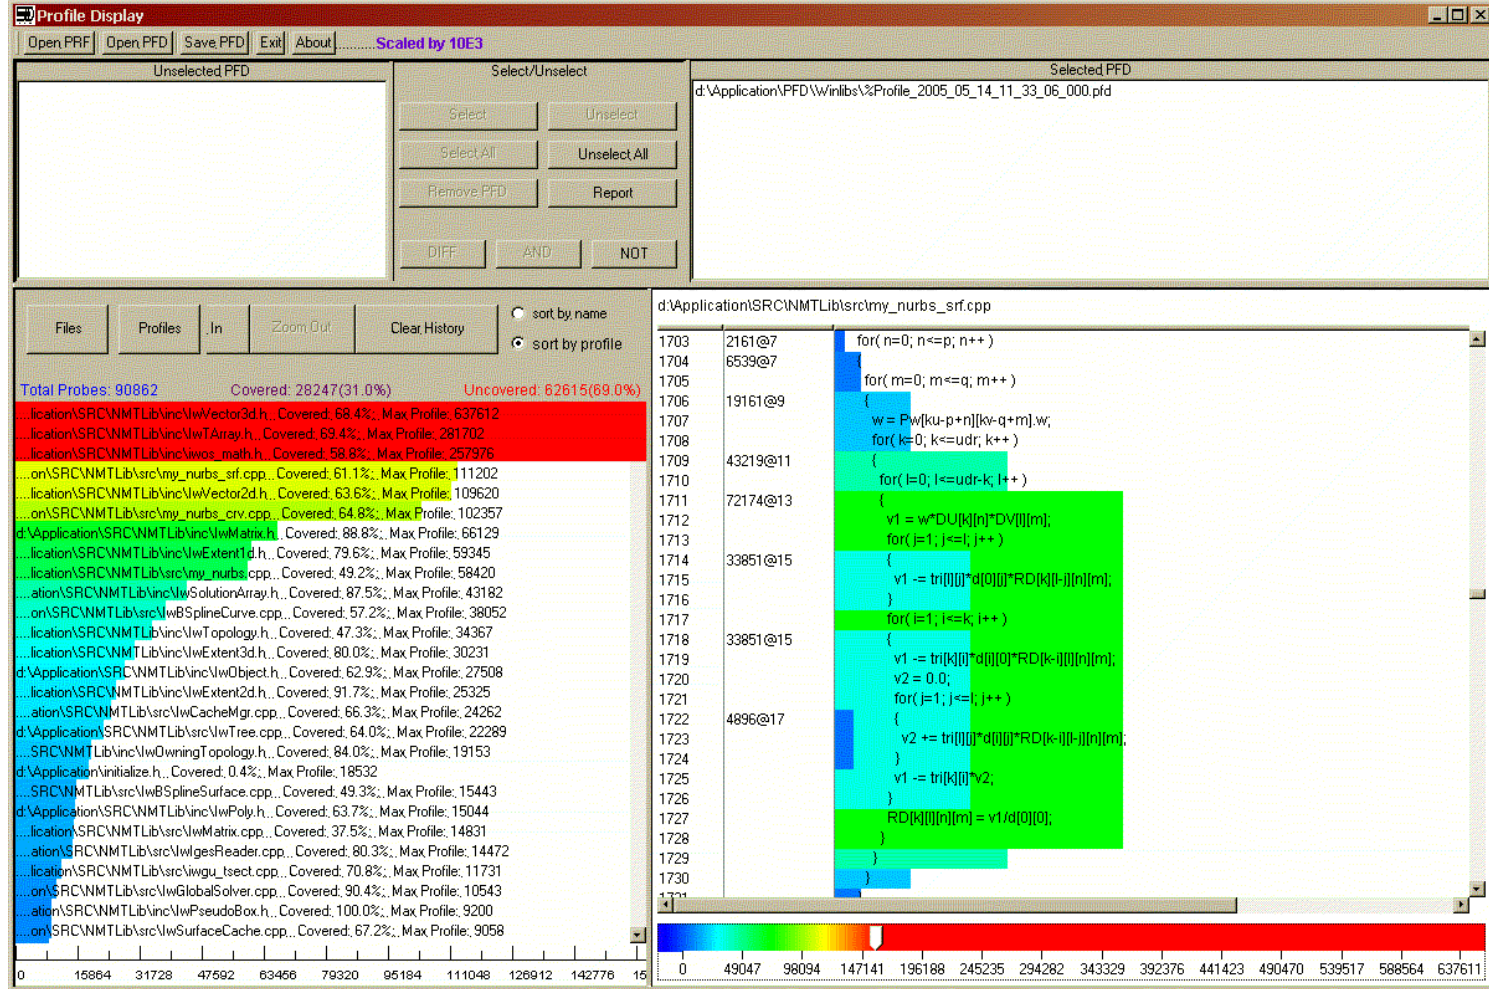 Profile Display
Open PRF Open PFD Save PFD Exit About ..........Scaled by 10E3
Unselected PFD
Select/Unselect
Select Unselect
Select All Unselect All
Remove PFD Report
DIFF AND NOT
Selected PFD
d:\Application\PFD\Winlibs\%Profile_2005_05_14_11_33_06_000.pfd
Files Profiles .In Zoom Out Clear History
sort by name
sort by profile
Total Probes: 90862 Covered: 28247(31.0%) Uncovered: 62615(69.0%)
....lication\SRC\NMTLib\inc\IwVector3d.h... Covered: 68.4%;. Max Profile: 637612
....lication\SRC\NMTLib\inc\IwTArray.h... Covered: 69.4%;. Max Profile: 281702
....lication\SRC\NMTLib\inc\iwos_math.h... Covered: 58.8%;. Max Profile: 257976
....on\SRC\NMTLib\src\my_nurbs_srf.cpp... Covered: 61.1%;. Max Profile: 111202
....lication\SRC\NMTLib\inc\IwVector2d.h... Covered: 63.6%;. Max Profile: 109620
....on\SRC\NMTLib\src\my_nurbs_crv.cpp... Covered: 64.8%;. Max Profile: 102357
d:\Application\SRC\NMTLib\inc\IwMatrix.h... Covered: 88.8%;. Max Profile: 66129
....lication\SRC\NMTLib\inc\IwExtent1d.h... Covered: 79.6%;. Max Profile: 59345
....lication\SRC\NMTLib\src\my_nurbs.cpp... Covered: 49.2%;. Max Profile: 58420
....ation\SRC\NMTLib\inc\IwSolutionArray.h... Covered: 87.5%;. Max Profile: 43182
....on\SRC\NMTLib\src\IwBSplineCurve.cpp... Covered: 57.2%;. Max Profile: 38052
....lication\SRC\NMTLib\inc\IwTopology.h... Covered: 47.3%;. Max Profile: 34367
....lication\SRC\NMTLib\inc\IwExtent3d.h... Covered: 80.0%;. Max Profile: 30231
d:\Application\SRC\NMTLib\inc\IwObject.h... Covered: 62.9%;. Max Profile: 27508
....lication\SRC\NMTLib\inc\IwExtent2d.h... Covered: 91.7%;. Max Profile: 25325
....ation\SRC\NMTLib\src\IwCacheMgr.cpp... Covered: 66.3%;. Max Profile: 24262
d:\Application\SRC\NMTLib\src\IwTree.cpp... Covered: 64.0%;. Max Profile: 22289
....SRC\NMTLib\inc\IwOwningTopology.h... Covered: 84.0%;. Max Profile: 19153
d:\Application\initialize.h... Covered: 0.4%;. Max Profile: 18532
....SRC\NMTLib\src\IwBSplineSurface.cpp... Covered: 49.3%;. Max Profile: 15443
d:\Application\SRC\NMTLib\inc\IwPoly.h... Covered: 63.7%;. Max Profile: 15044
....lication\SRC\NMTLib\src\IwMatrix.cpp... Covered: 37.5%;. Max Profile: 14831
....ation\SRC\NMTLib\src\IwIgesReader.cpp... Covered: 80.3%;. Max Profile: 14472
....lication\SRC\NMTLib\src\iwgu_tsect.cpp... Covered: 70.8%;. Max Profile: 11731
....on\SRC\NMTLib\src\IwGlobalSolver.cpp... Covered: 90.4%;. Max Profile: 10543
....ation\SRC\NMTLib\inc\IwPseudoBox.h... Covered: 100.0%;. Max Profile: 9200
....on\SRC\NMTLib\src\IwSurfaceCache.cpp... Covered: 67.2%;. Max Profile: 9058
0 15864 31728 47592 63456 79320 95184 111048 126912 142776 15
d:\Application\SRC\NMTLib\src\my_nurbs_srf.cpp
1703 2161@7 for( n=0; n<=p; n++ )
1704 6539@7 {
1705 for( m=0; m<=q; m++ )
1706 19161@9 {
1707 w = Pw[ku-p+n][kv-q+m].w;
1708 for( k=0; k<=udr; k++ )
1709 43219@11 {
1710 for( l=0; l<=udr-k; l++ )
1711 72174@13 {
1712 v1 = w*DU[k][n]*DV[l][m];
1713 for( j=1; j<=l; j++ )
1714 33851@15 {
1715 v1 -= tri[l][j]*d[0][j]*RD[k][l-j][n][m];
1716 }
1717 for( i=1; i<=k; i++ )
1718 33851@15 {
1719 v1 -= tri[k][i]*d[i][0]*RD[k-i][l][n][m];
1720 v2 = 0.0;
1721 for( j=1; j<=l; j++ )
1722 4896@17 {
1723 v2 += tri[l][j]*d[i][j]*RD[k-i][l-j][n][m];
1724 }
1725 v1 -= tri[k][i]*v2;
1726 }
1727 RD[k][l][n][m] = v1/d[0][0];
1728 }
1729 }
1730 }
0 49047 98094 147141 196188 245235 294282 343329 392376 441423 490470 539517 588564 637611